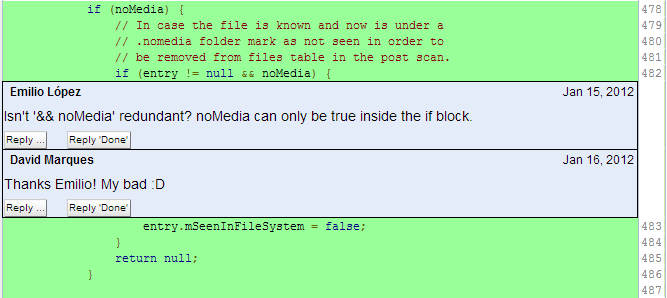 if (noMedia) { 478
// In case the file is known and now is under a 479
// .nomedia folder mark as not seen in order to 480
// be removed from files table in the post scan. 481
if (entry != null && noMedia) { 482
Emilio López Jan 15, 2012
Isn't '&& noMedia' redundant? noMedia can only be true inside the if block.
Reply ... Reply 'Done'
David Marques Jan 16, 2012
Thanks Emilio! My bad :D
Reply ... Reply 'Done'
entry.mSeenInFileSystem = false; 483
} 484
return null; 485
} 486
487